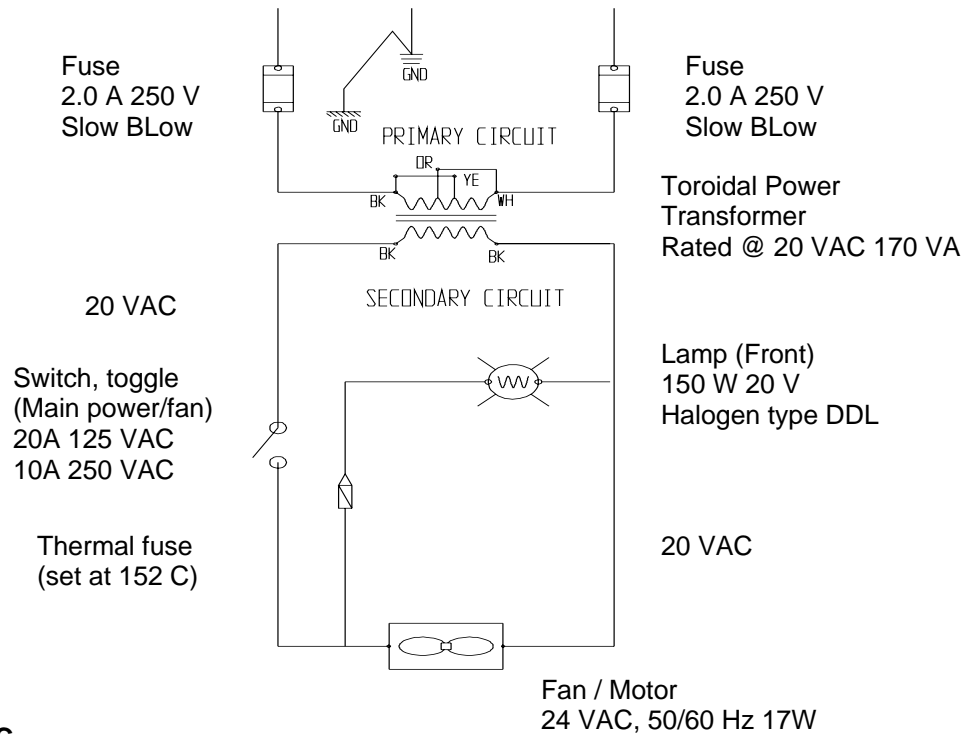 Fuse
2.0 A 250 V
Slow BLow
GND
GND
Fuse
2.0 A 250 V
Slow BLow
PRIMARY CIRCUIT
OR
YE
BK
WH
Toroidal Power
Transformer
Rated @ 20 VAC 170 VA
BK
BK
SECONDARY CIRCUIT
20 VAC
Lamp (Front)
150 W 20 V
Halogen type DDL
Switch, toggle
(Main power/fan)
20A 125 VAC
10A 250 VAC
Thermal fuse
(set at 152 C)
20 VAC
Fan / Motor
24 VAC, 50/60 Hz 17W